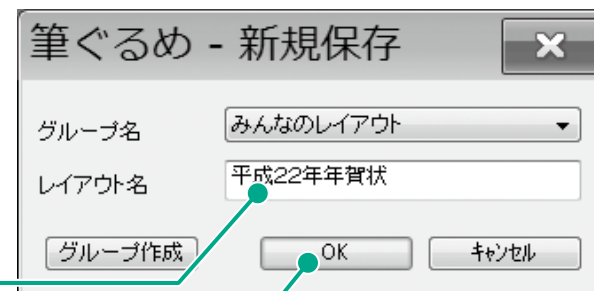 筆ぐるめ - 新規保存
グループ名 みんなのレイアウト
レイアウト名 平成22年年賀状
グループ作成 OK キャンセル